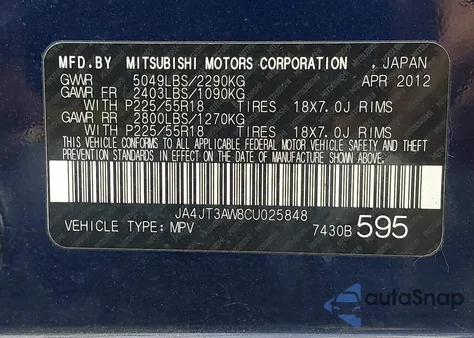 MFD.BY MITSUBISHI MOTORS CORPORATION , JAPAN
GVWR 5049LBS/2290KG APR 2012
GAWR FR 2403LBS/1090KG
WITH P225/55R18 TIRES 18X7.0J RIMS
GAWR RR 2800LBS/1270KG
WITH P225/55R18 TIRES 18X7.0J RIMS
THIS VEHICLE CONFORMS TO ALL APPLICABLE FEDERAL MOTOR VEHICLE SAFETY AND THEFT
PREVENTION STANDARDS IN EFFECT ON THE DATE OF MANUFACTURE SHOWN ABOVE.
JA4JT3AW8CU025848
VEHICLE TYPE: MPV 7430B 595
autoSnap